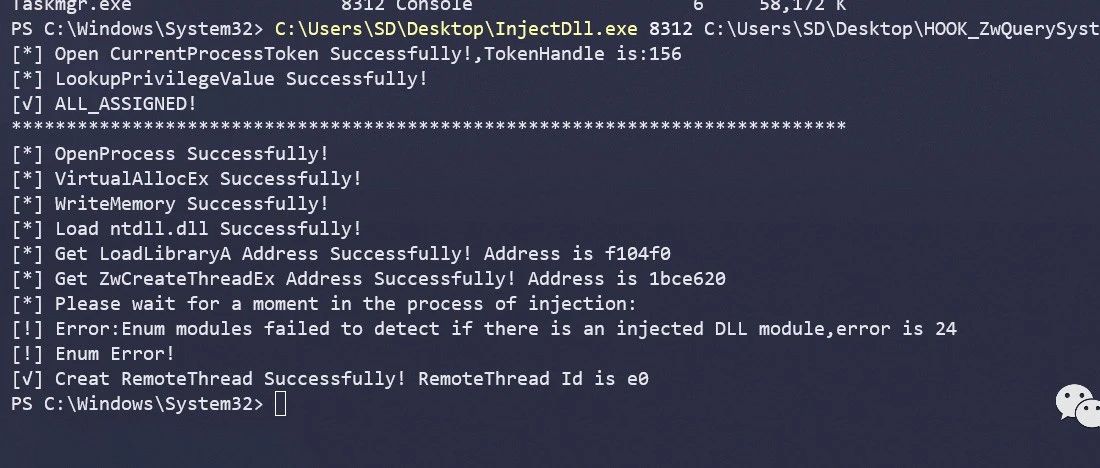 Taskmgr.exe 8312 Console 6 58,172 K
PS C:\Windows\System32> C:\Users\SD\Desktop\InjectDll.exe 8312 C:\Users\SD\Desktop\HOOK_ZwQuerySyst
[*] Open CurrentProcessToken Successfully!,TokenHandle is:156
[*] LookupPrivilegeValue Successfully!
[√] ALL_ASSIGNED!
****************************************************************************
[*] OpenProcess Successfully!
[*] VirtualAllocEx Successfully!
[*] WriteMemory Successfully!
[*] Load ntdll.dll Successfully!
[*] Get LoadLibraryA Address Successfully! Address is f104f0
[*] Get ZwCreateThreadEx Address Successfully! Address is 1bce620
[*] Please wait for a moment in the process of injection:
[!] Error:Enum modules failed to detect if there is an injected DLL module,error is 24
[!] Enum Error!
[√] Creat RemoteThread Successfully! RemoteThread Id is e0
PS C:\Windows\System32>